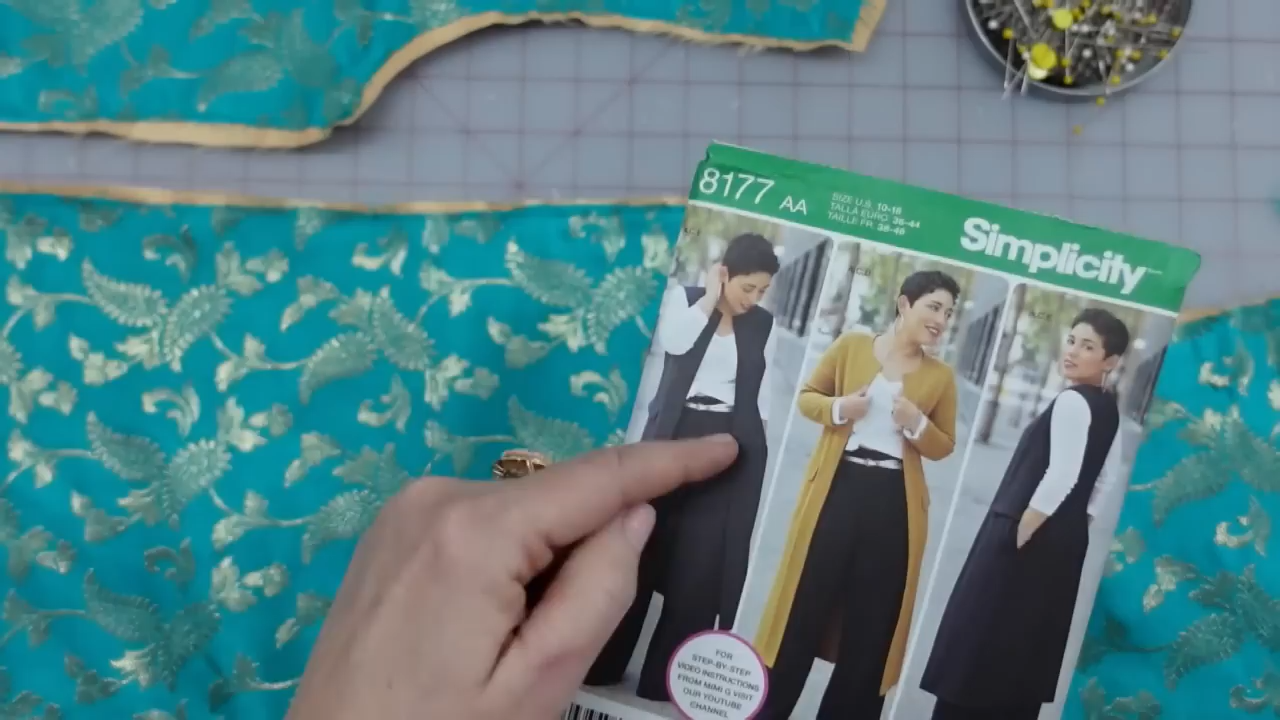 8177 AA
SIZE U.S. 10-18
TALLA EURO. 36-44
TAILLE FR. 38-46
Simplicity
FOR
STEP-BY-STEP
VIDEO INSTRUCTIONS
FROM MIMI G VISIT
OUR YOUTUBE
CHANNEL